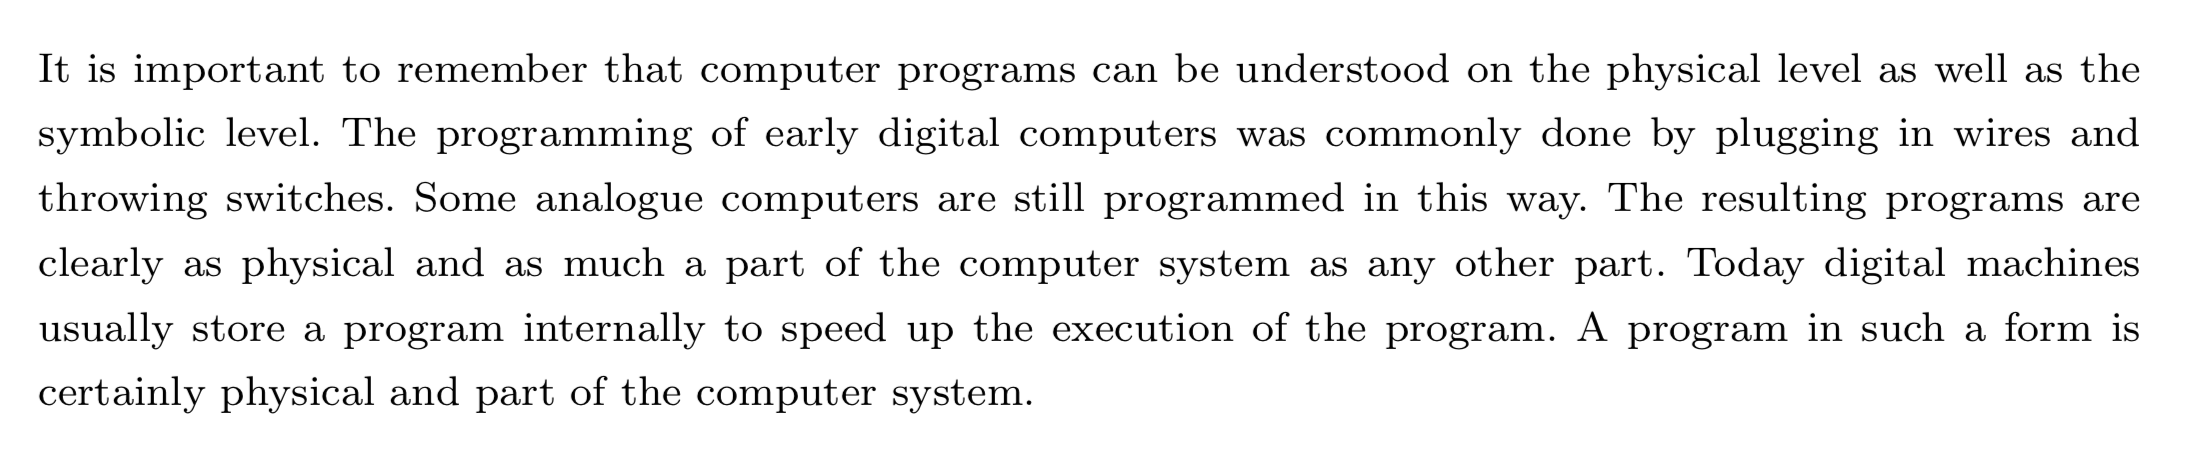 It is important to remember that computer programs can be understood on the physical level as well as the
symbolic level. The programming of early digital computers was commonly done by plugging in wires and
throwing switches. Some analogue computers are still programmed in this way. The resulting programs are
clearly as physical and as much a part of the computer system as any other part. Today digital machines
usually store a program internally to speed up the execution of the program. A program in such a form is
certainly physical and part of the computer system.